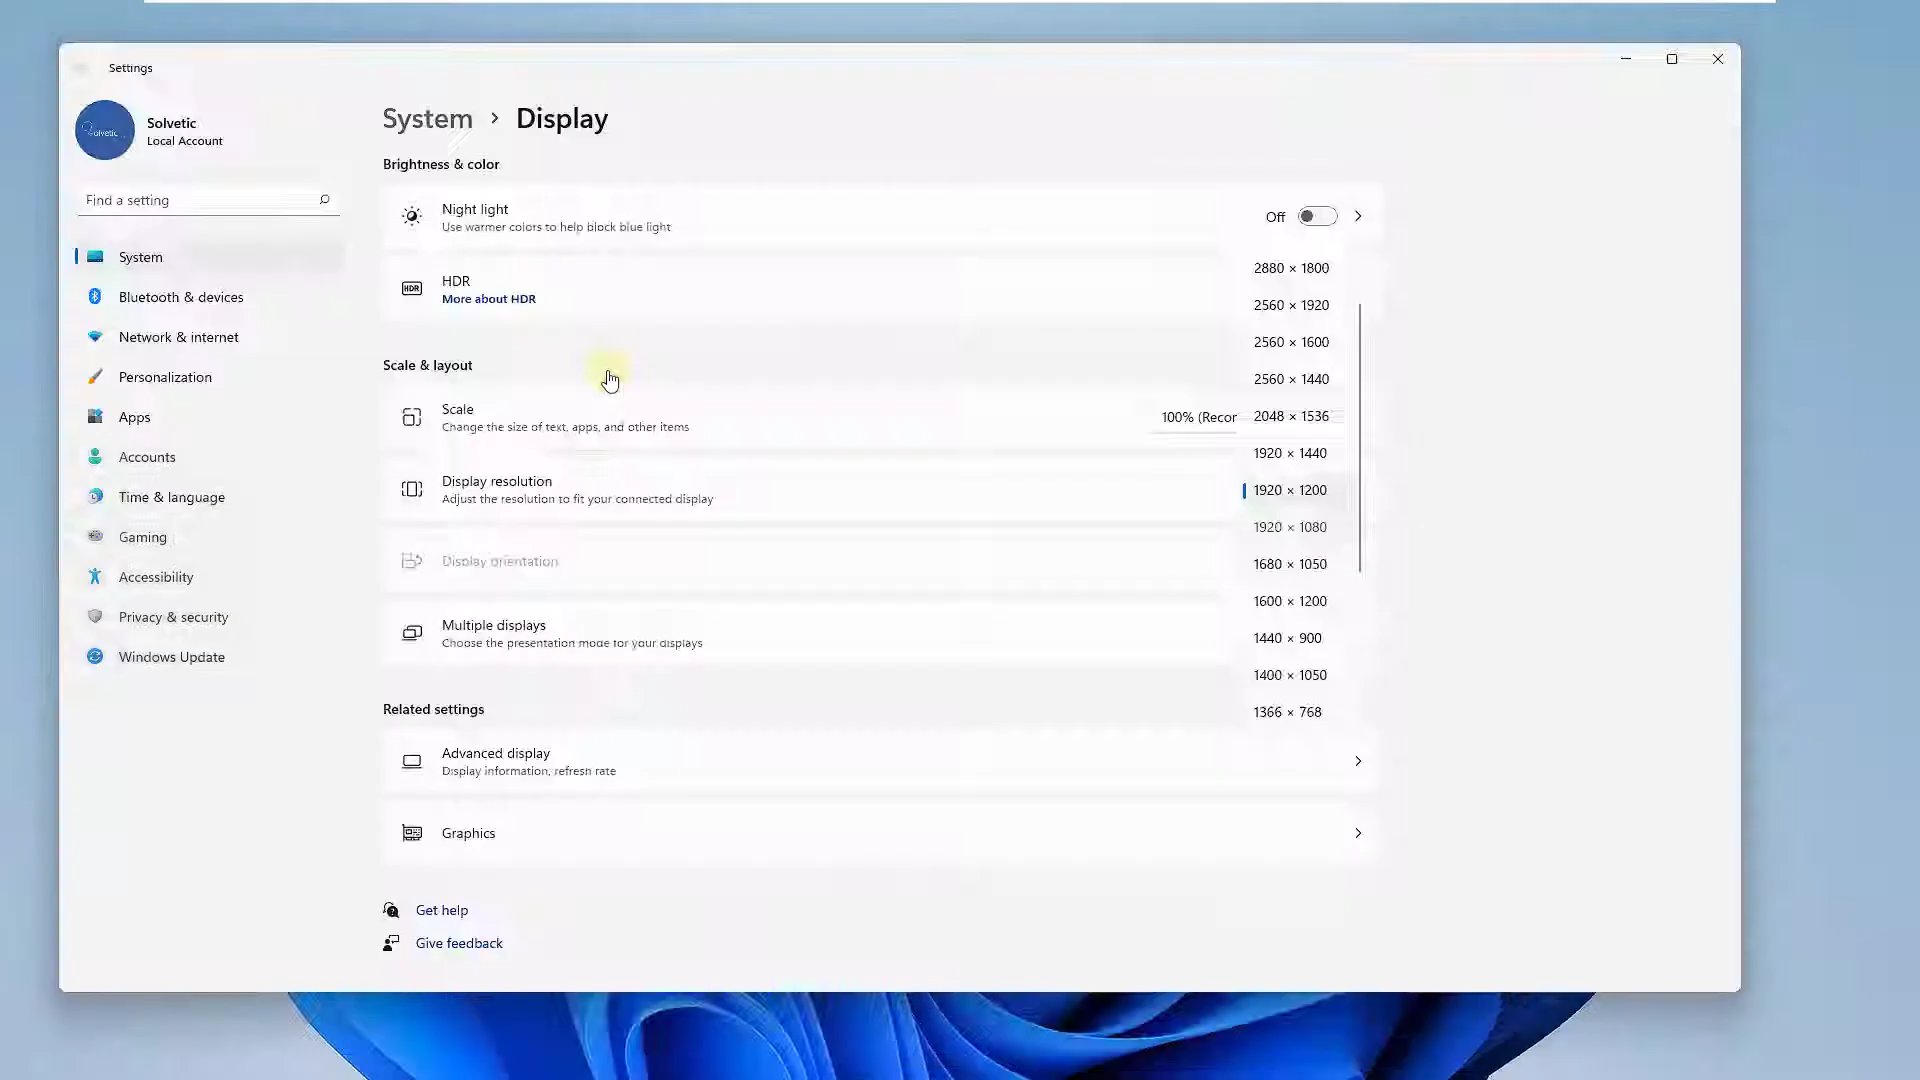 Settings
Solvetic
Local Account
Solvetic
Find a setting
System
Bluetooth & devices
Network & internet
Personalization
Apps
Accounts
Time & language
Gaming
Accessibility
Privacy & security
Windows Update
System > Display
Brightness & color
Night light
Use warmer colors to help block blue light
Off
HDR
HDR
More about HDR
Scale & layout
Scale
Change the size of text, apps, and other items
100% (Recor
Display resolution
Adjust the resolution to fit your connected display
Display orientation
Multiple displays
Choose the presentation mode for your displays
2880 × 1800
2560 × 1920
2560 × 1600
2560 × 1440
2048 × 1536
1920 × 1440
1920 × 1200
1920 × 1080
1680 × 1050
1600 × 1200
1440 × 900
1400 × 1050
1366 × 768
Related settings
Advanced display
Display information, refresh rate
Graphics
Get help
Give feedback